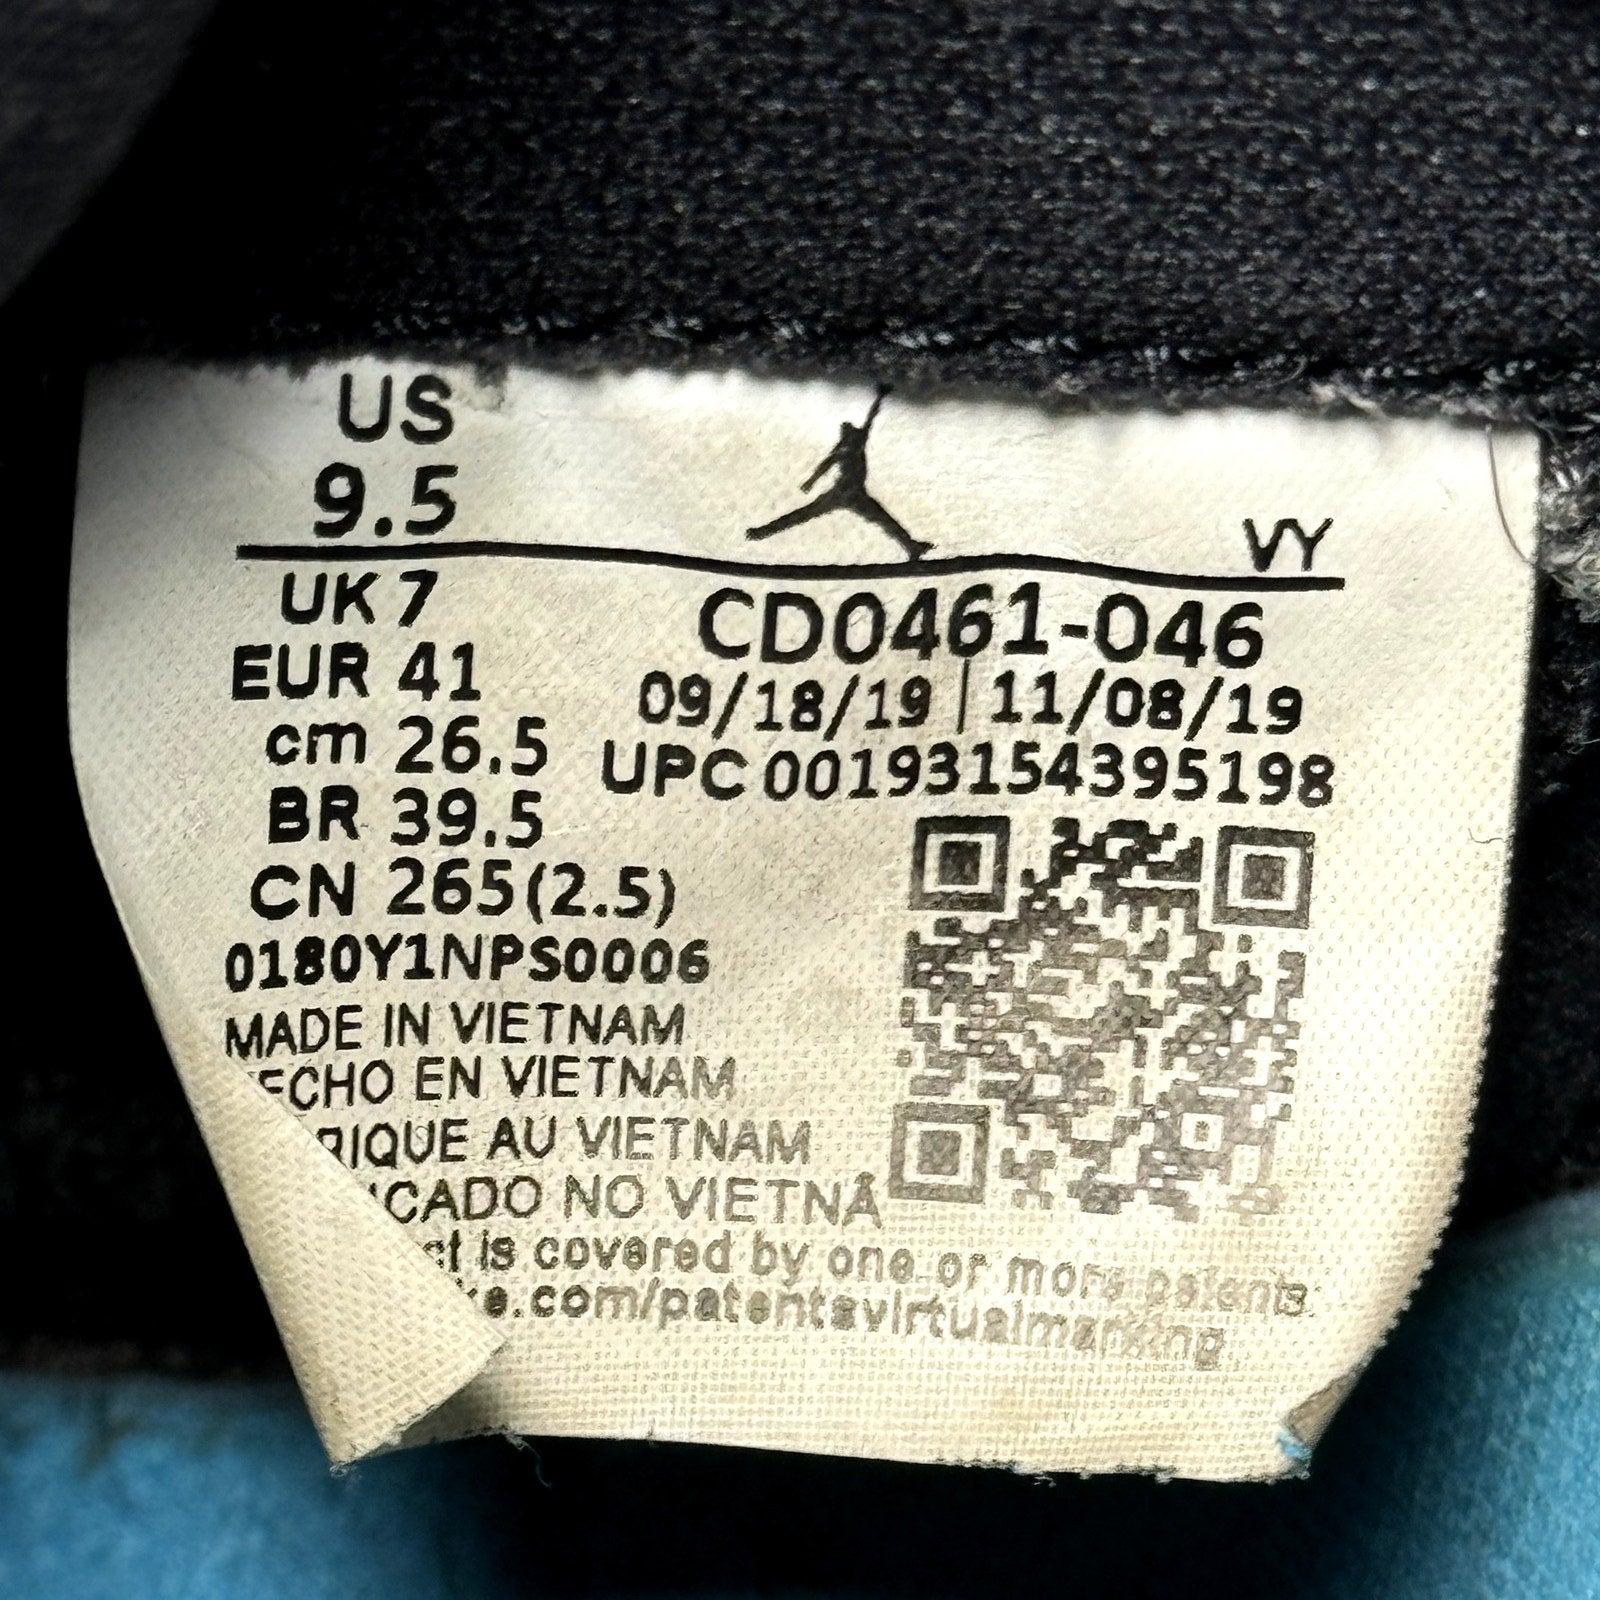 US
9.5
VY
UK 7
CD0461-046
EUR 41
09/18/19 | 11/08/19
cm 26.5
UPC 00193154395198
BR 39.5
CN 265(2.5)
0180Y1NPS0006
MADE IN VIETNAM
ECHO EN VIETNAM
RIQUE AU VIETNAM
ICADO NO VIETNÃ
ct is covered by one or more patents
ke.com/patentsvirtualmarking